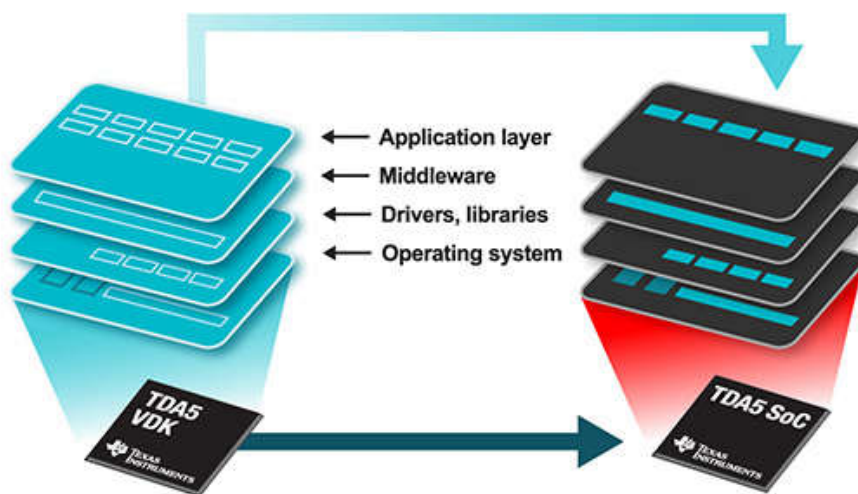 Application layer
Middleware
Drivers, libraries
Operating system
TDA5
VDK
TEXAS
INSTRUMENTS
TDA5 SoC
TEXAS
INSTRUMENTS